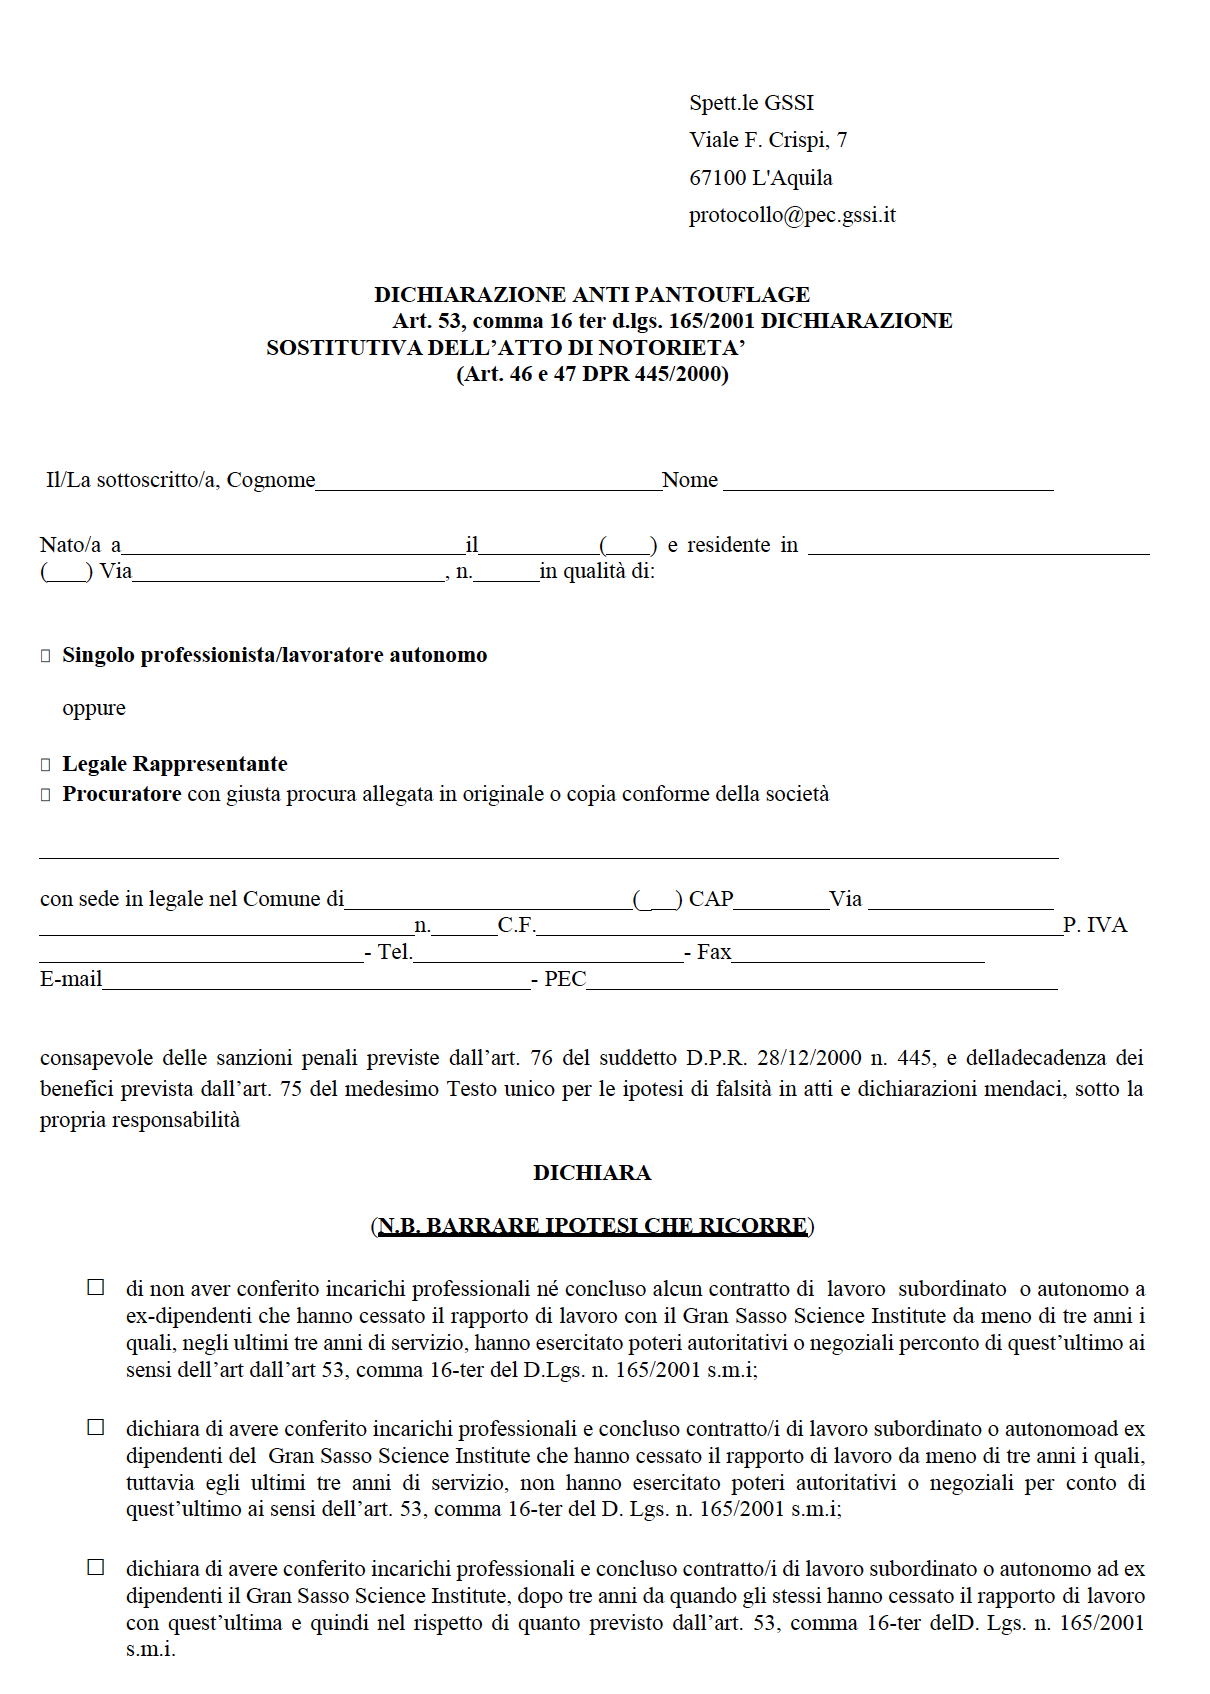 Spett.le GSSI
Viale F. Crispi, 7
67100 L'Aquila
protocollo@pec.gssi.it
DICHIARAZIONE ANTI PANTOUFLAGE
Art. 53, comma 16 ter d.lgs. 165/2001 DICHIARAZIONE
SOSTITUTIVA DELL’ATTO DI NOTORIETA’
(Art. 46 e 47 DPR 445/2000)
Il/La sottoscritto/a, Cognome______________________________Nome ______________________________
Nato/a a______________________________il__________(____) e residente in ______________________________
(___) Via____________________________, n.______in qualità di:
Singolo professionista/lavoratore autonomo
oppure
Legale Rappresentante
Procuratore con giusta procura allegata in originale o copia conforme della società
____________________________________________________________
con sede in legale nel Comune di__________________________(___) CAP________Via ________________
__________________________________n.______C.F.________________________________________________P. IVA
_____________________________- Tel.________________________- Fax_______________________
E-mail_______________________________________- PEC___________________________________________
consapevole delle sanzioni penali previste dall’art. 76 del suddetto D.P.R. 28/12/2000 n. 445, e delladecadenza dei
benefici prevista dall’art. 75 del medesimo Testo unico per le ipotesi di falsità in atti e dichiarazioni mendaci, sotto la
propria responsabilità
DICHIARA
(N.B. BARRARE IPOTESI CHE RICORRE)
☐ di non aver conferito incarichi professionali né concluso alcun contratto di lavoro subordinato o autonomo a
ex-dipendenti che hanno cessato il rapporto di lavoro con il Gran Sasso Science Institute da meno di tre anni i
quali, negli ultimi tre anni di servizio, hanno esercitato poteri autoritativi o negoziali perconto di quest’ultimo ai
sensi dell’art dall’art 53, comma 16-ter del D.Lgs. n. 165/2001 s.m.i;
☐ dichiara di avere conferito incarichi professionali e concluso contratto/i di lavoro subordinato o autonomoad ex
dipendenti del Gran Sasso Science Institute che hanno cessato il rapporto di lavoro da meno di tre anni i quali,
tuttavia egli ultimi tre anni di servizio, non hanno esercitato poteri autoritativi o negoziali per conto di
quest’ultimo ai sensi dell’art. 53, comma 16-ter del D. Lgs. n. 165/2001 s.m.i;
☐ dichiara di avere conferito incarichi professionali e concluso contratto/i di lavoro subordinato o autonomo ad ex
dipendenti il Gran Sasso Science Institute, dopo tre anni da quando gli stessi hanno cessato il rapporto di lavoro
con quest’ultima e quindi nel rispetto di quanto previsto dall’art. 53, comma 16-ter delD. Lgs. n. 165/2001
s.m.i.